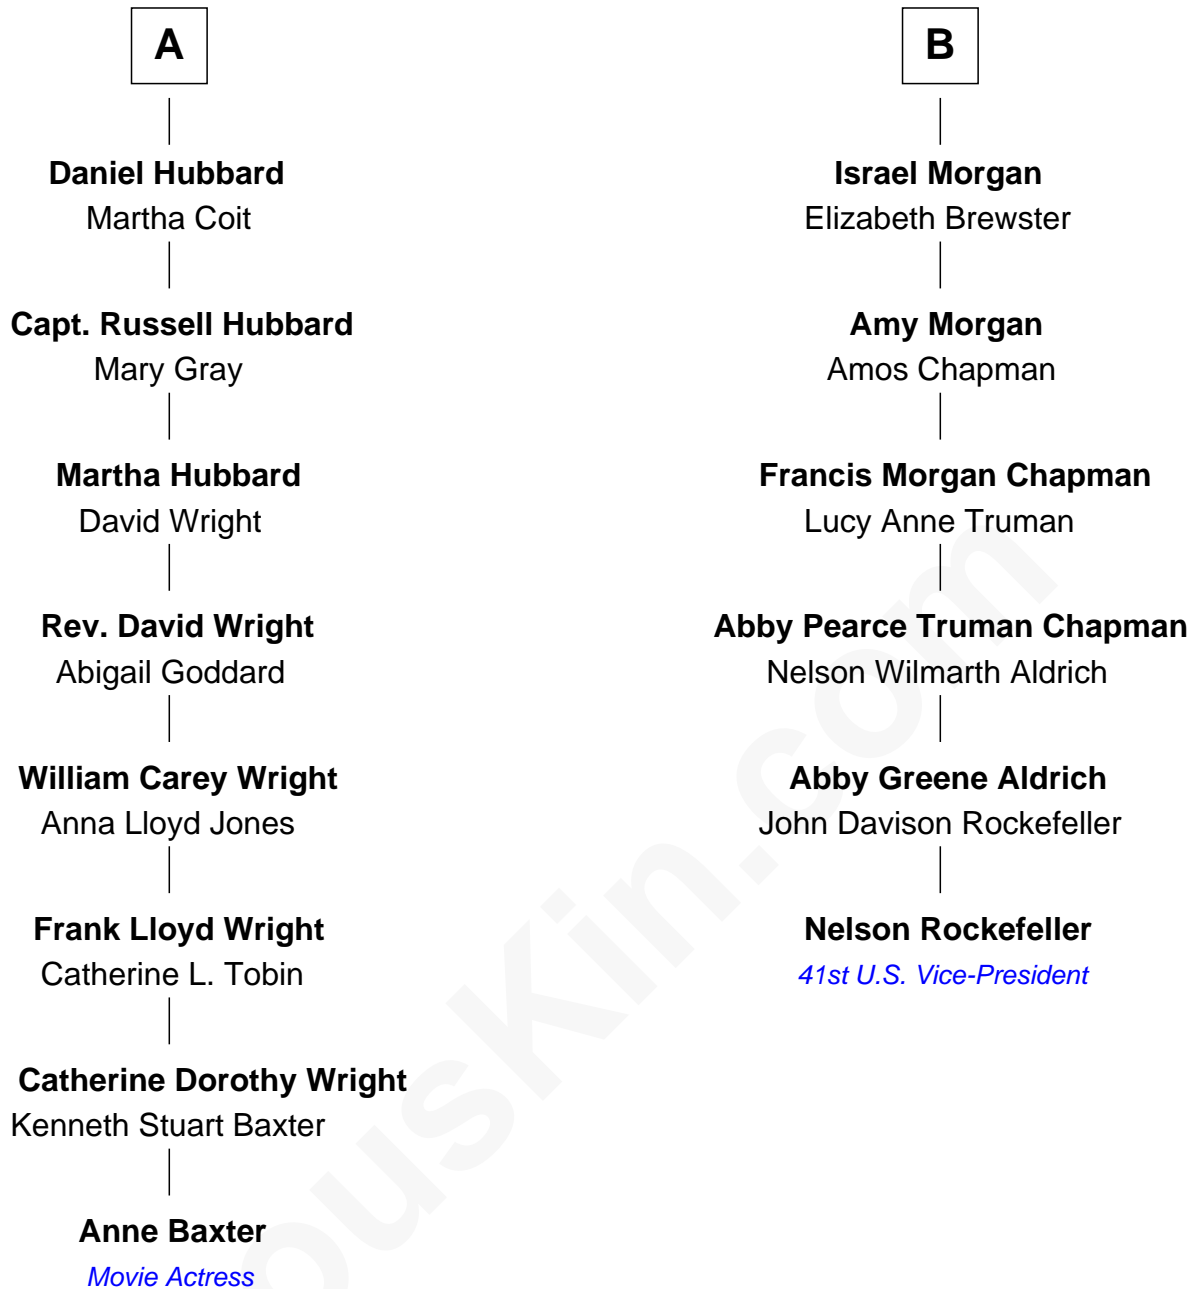 A
Daniel Hubbard
Martha Coit
Capt. Russell Hubbard
Mary Gray
Martha Hubbard
David Wright
Rev. David Wright
Abigail Goddard
William Carey Wright
Anna Lloyd Jones
Frank Lloyd Wright
Catherine L. Tobin
Catherine Dorothy Wright
Kenneth Stuart Baxter
Anne Baxter
Movie Actress
B
Israel Morgan
Elizabeth Brewster
Amy Morgan
Amos Chapman
Francis Morgan Chapman
Lucy Anne Truman
Abby Pearce Truman Chapman
Nelson Wilmarth Aldrich
Abby Greene Aldrich
John Davison Rockefeller
Nelson Rockefeller
41st U.S. Vice-President
ousKin.com